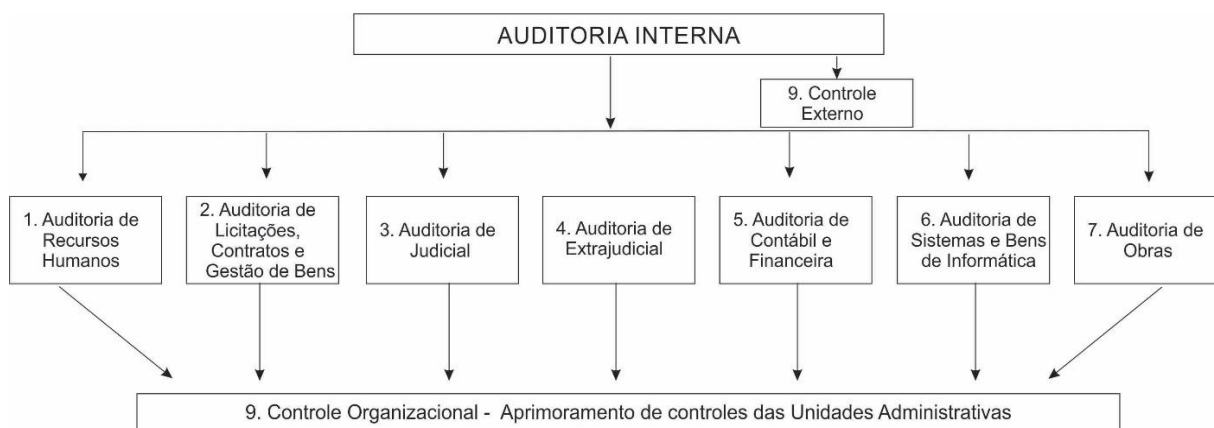 AUDITORIA INTERNA
9. Controle
Externo
1. Auditoria de
Recursos
Humanos
2. Auditoria de
Licitações,
Contratos e
Gestão de Bens
3. Auditoria de
Judicial
4. Auditoria de
Extrajudicial
5. Auditoria de
Contábil e
Financeira
6. Auditoria de
Sistemas e Bens
de Informática
7. Auditoria de
Obras
9. Controle Organizacional - Aprimoramento de controles das Unidades Administrativas